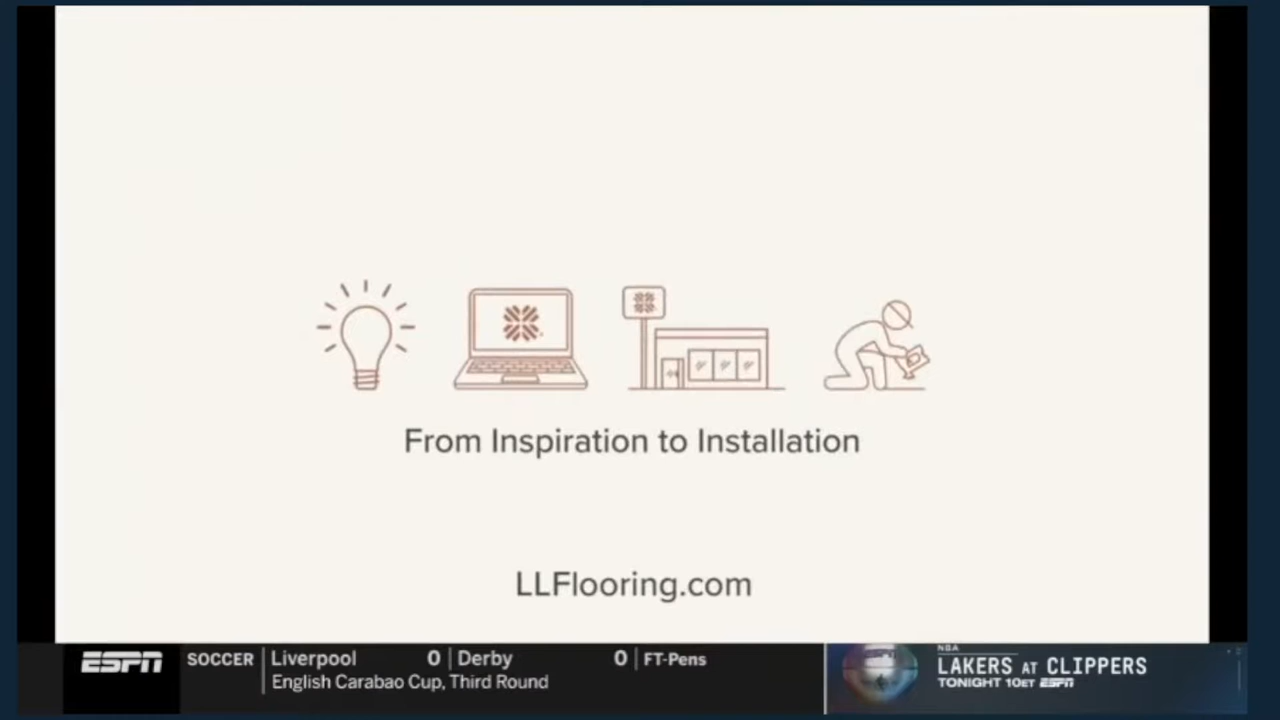 From Inspiration to Installation
LLFlooring.com
ESPN SOCCER Liverpool 0 Derby 0 FT-Pens
English Carabao Cup, Third Round
NBA
LAKERS AT CLIPPERS
TONIGHT 10ET ESPN